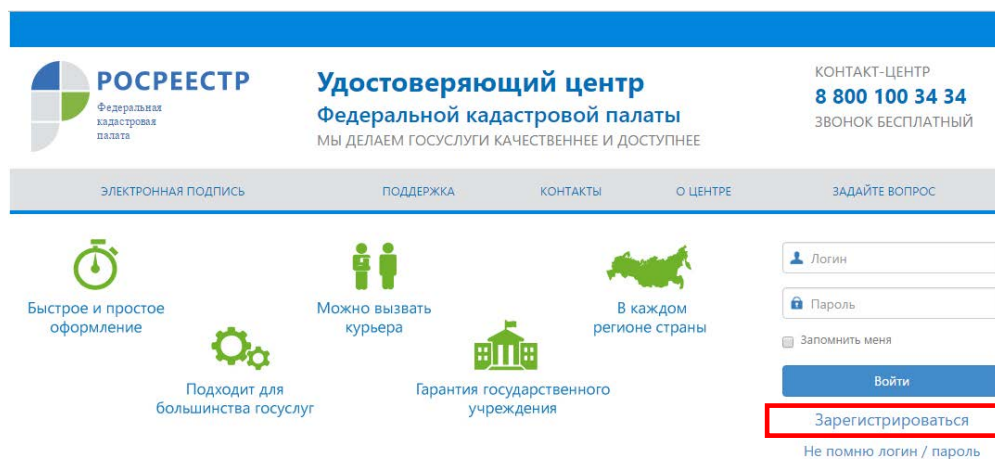 РОСРЕЕСТР
Федеральная
кадастровая
палата
Удостоверяющий центр
Федеральной кадастровой палаты
МЫ ДЕЛАЕМ ГОСУСЛУГИ КАЧЕСТВЕННЕЕ И ДОСТУПНЕЕ
КОНТАКТ-ЦЕНТР
8 800 100 34 34
ЗВОНОК БЕСПЛАТНЫЙ
ЭЛЕКТРОННАЯ ПОДПИСЬ ПОДДЕРЖКА КОНТАКТЫ О ЦЕНТРЕ ЗАДАЙТЕ ВОПРОС
Быстрое и простое
оформление
Можно вызвать
курьера
В каждом
регионе страны
Подходит для
большинства госуслуг
Гарантия государственного
учреждения
Логин
Пароль
Запомнить меня
Войти
Зарегистрироваться
Не помню логин / пароль